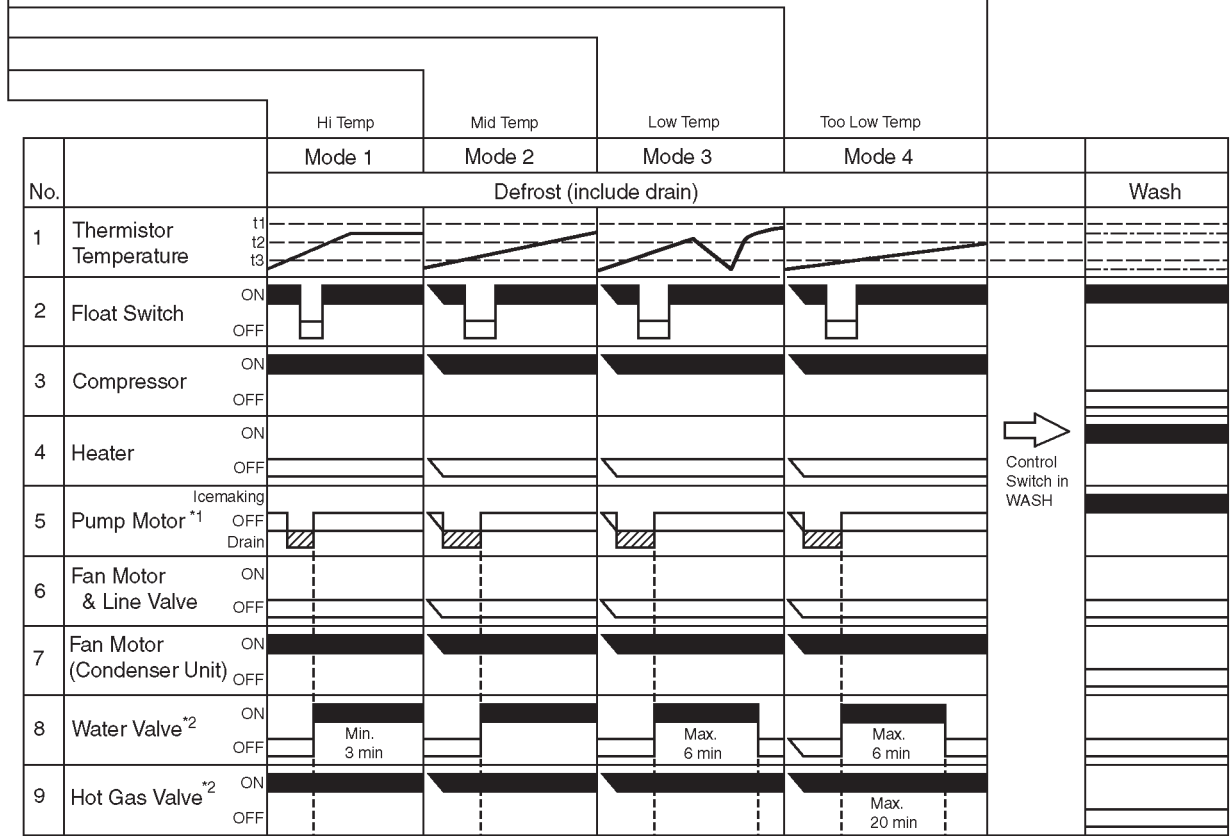 Hi Temp Mid Temp Low Temp Too Low Temp
Mode 1 Mode 2 Mode 3 Mode 4
No. Defrost (include drain) Wash
1 Thermistor Temperature t1 t2 t3
2 Float Switch ON OFF
3 Compressor ON OFF
4 Heater ON OFF
Control Switch in WASH
5 Pump Motor *1 Icemaking OFF Drain
6 Fan Motor & Line Valve ON OFF
7 Fan Motor (Condenser Unit) ON OFF
8 Water Valve*2 ON OFF Min. 3 min Max. 6 min Max. 6 min
9 Hot Gas Valve*2 ON OFF Max. 20 min